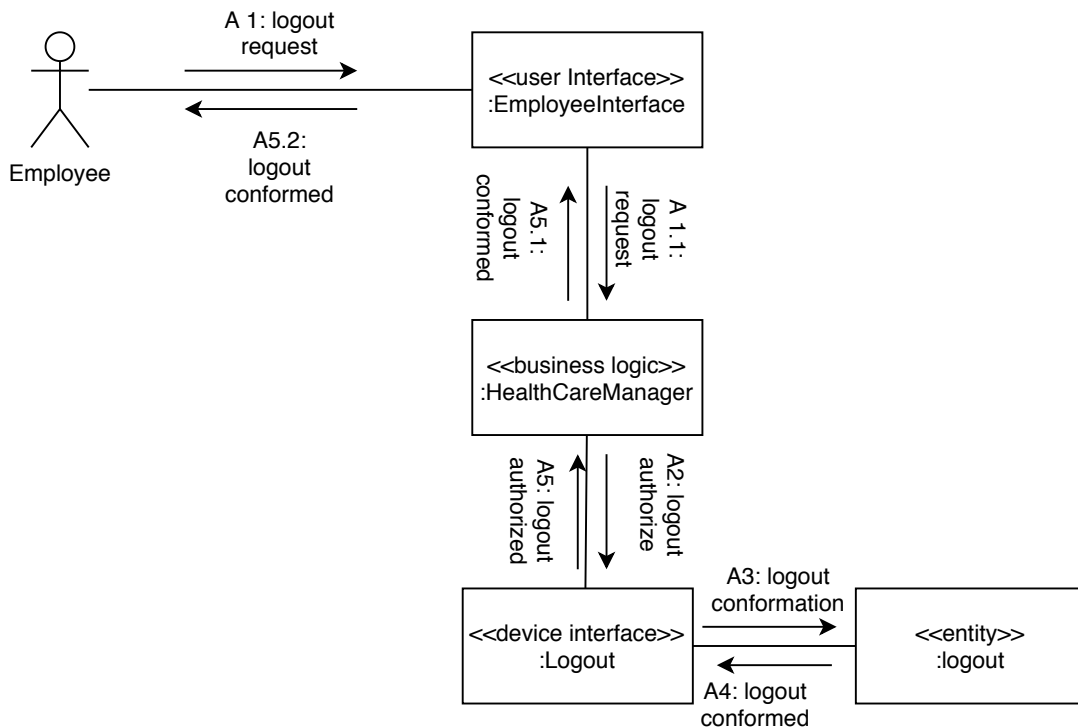 A 1: logout
request
<<user Interface>>
:EmployeeInterface
A5.2:
logout
conformed
Employee
A5.1:
logout
conformed
A 1.1:
logout
request
<<business logic>>
:HealthCareManager
A5: logout
authorized
A2: logout
authorize
<<device interface>>
:Logout
A3: logout
conformation
<<entity>>
:logout
A4: logout
conformed